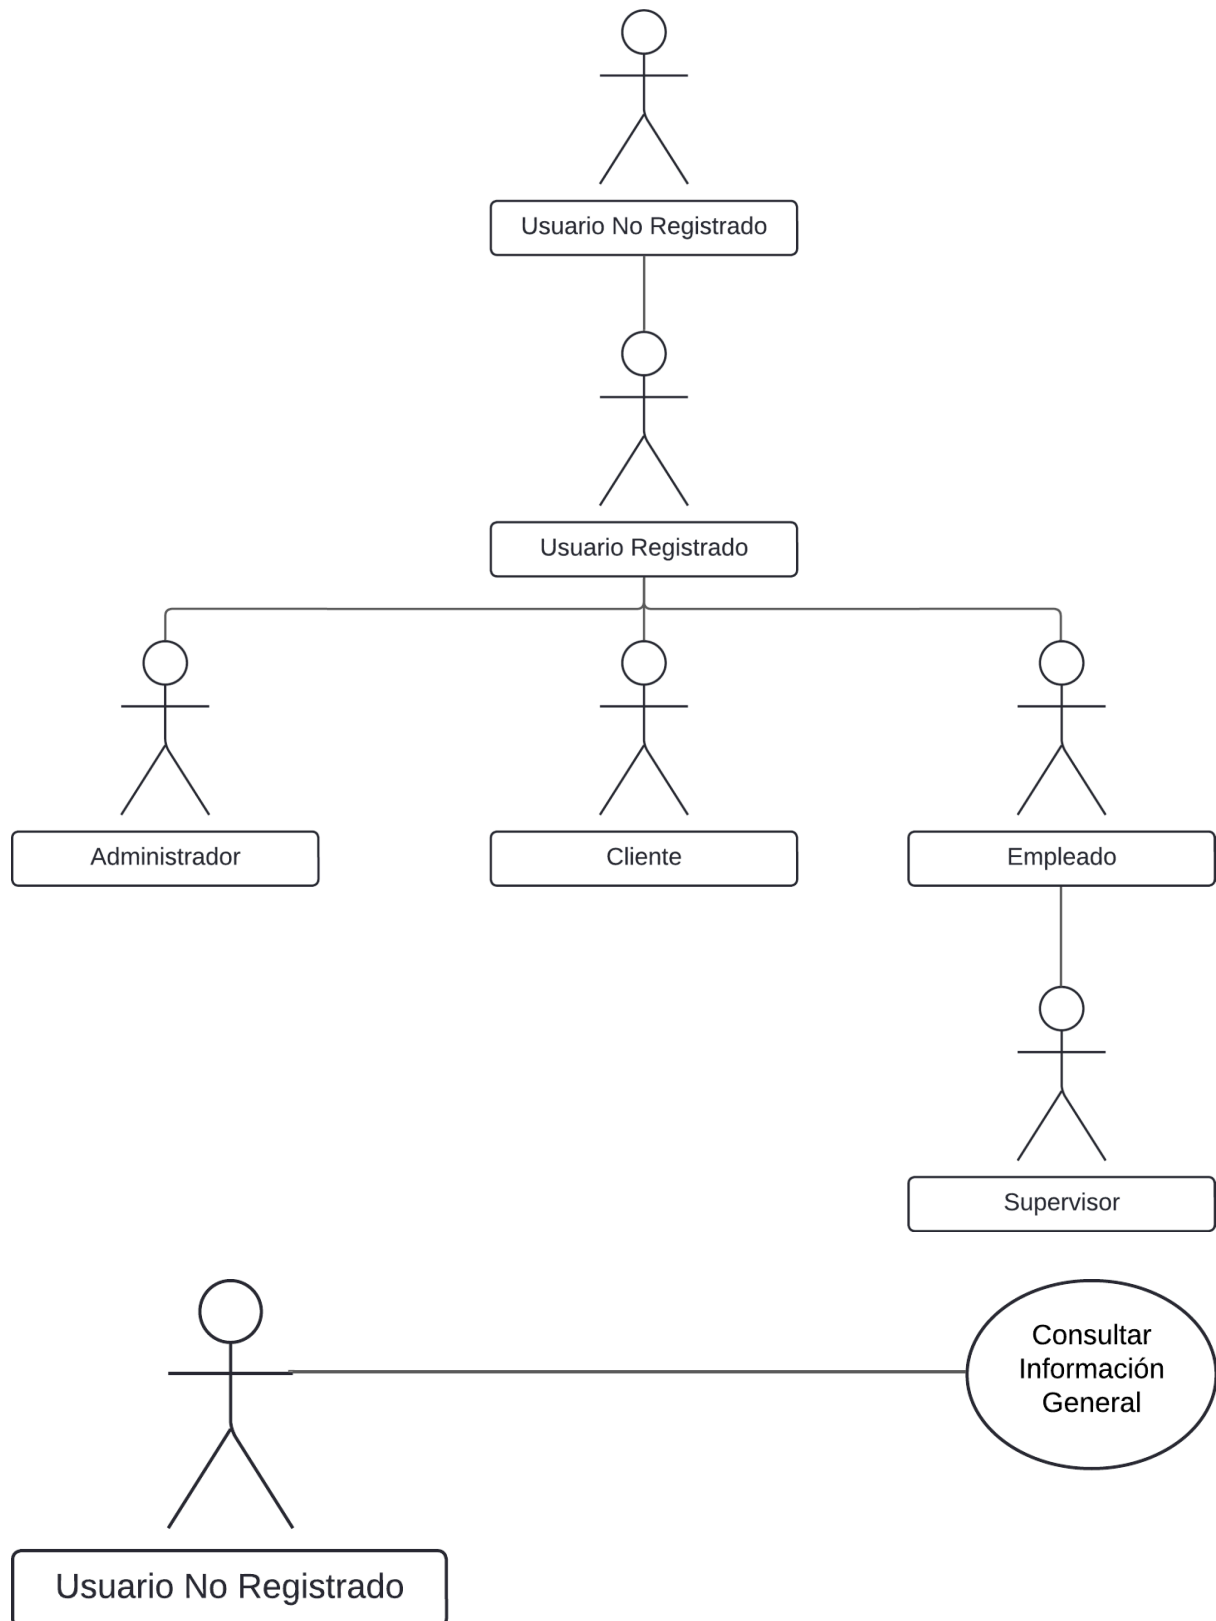 Usuario No Registrado
Usuario Registrado
Administrador
Cliente
Empleado
Supervisor
Consultar
Información
General
Usuario No Registrado